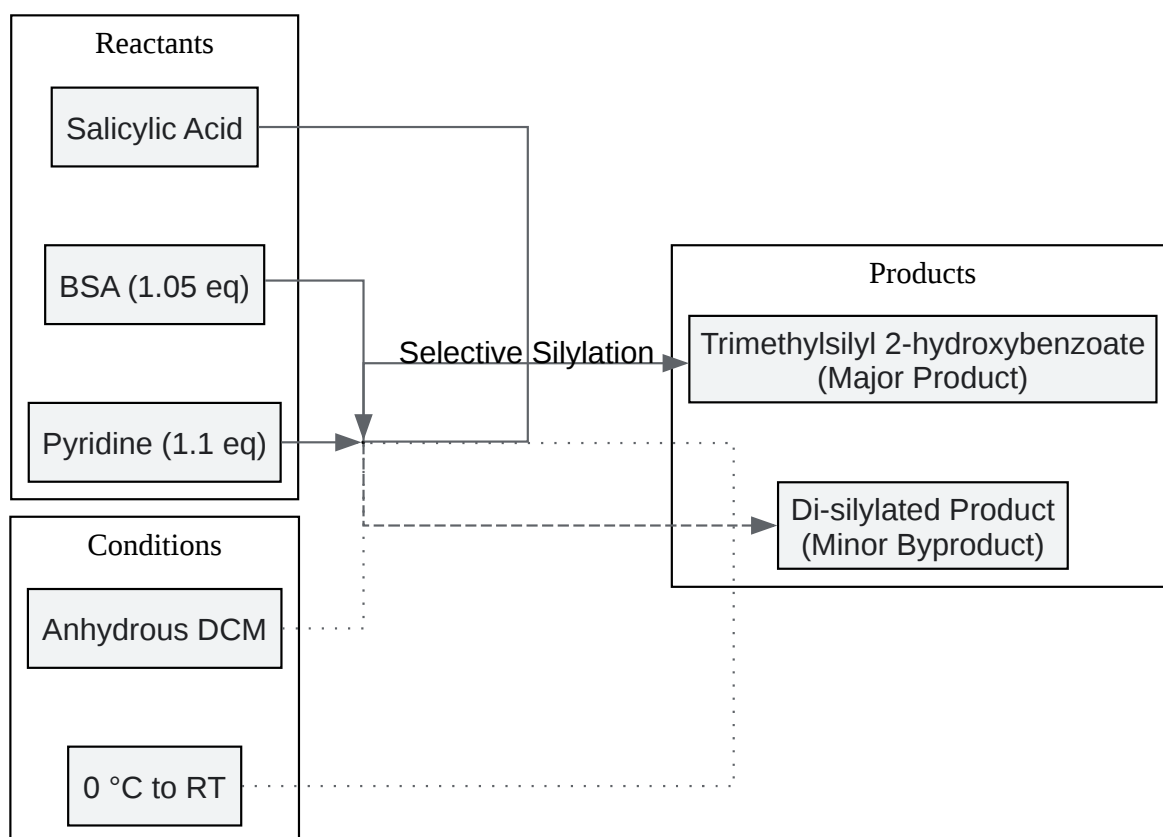 Reactants
Salicylic Acid
BSA (1.05 eq)
Pyridine (1.1 eq)
Conditions
Anhydrous DCM
0 °C to RT
Selective Silylation
Products
Trimethylsilyl 2-hydroxybenzoate
(Major Product)
Di-silylated Product
(Minor Byproduct)